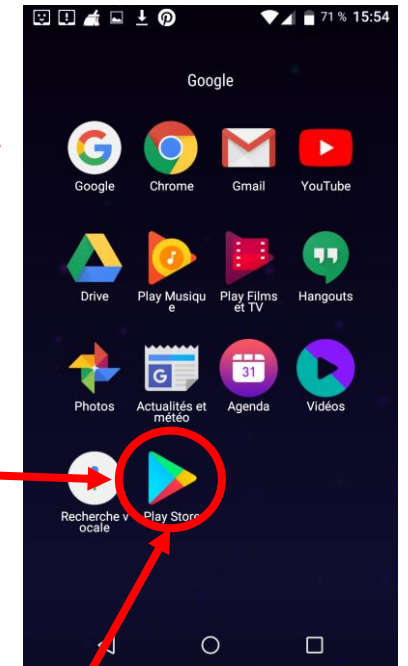 71 % 15:54
Google
Google Chrome Gmail YouTube
Drive Play Musiqu
e Play Films
et TV Hangouts
31
Photos Actualités et
météo Agenda Vidéos
Recherche v
ocale Play Store